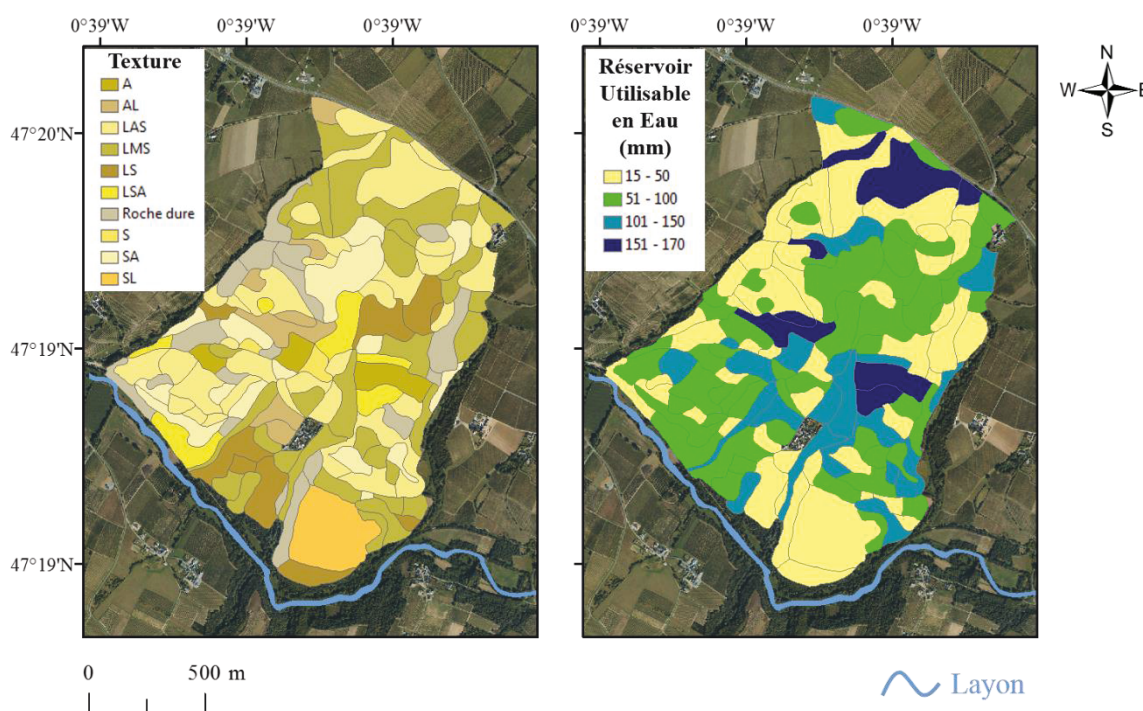 0°39'W 0°39'W 0°39'W
0°39'W 0°39'W 0°39'W
47°20'N
47°19'N
47°19'N
Texture
A
AL
LAS
LMS
LS
LSA
Roche dure
S
SA
SL
Réservoir
Utilisable
en Eau
(mm)
15 - 50
51 - 100
101 - 150
151 - 170
N
W E
S
0 500 m
Layon